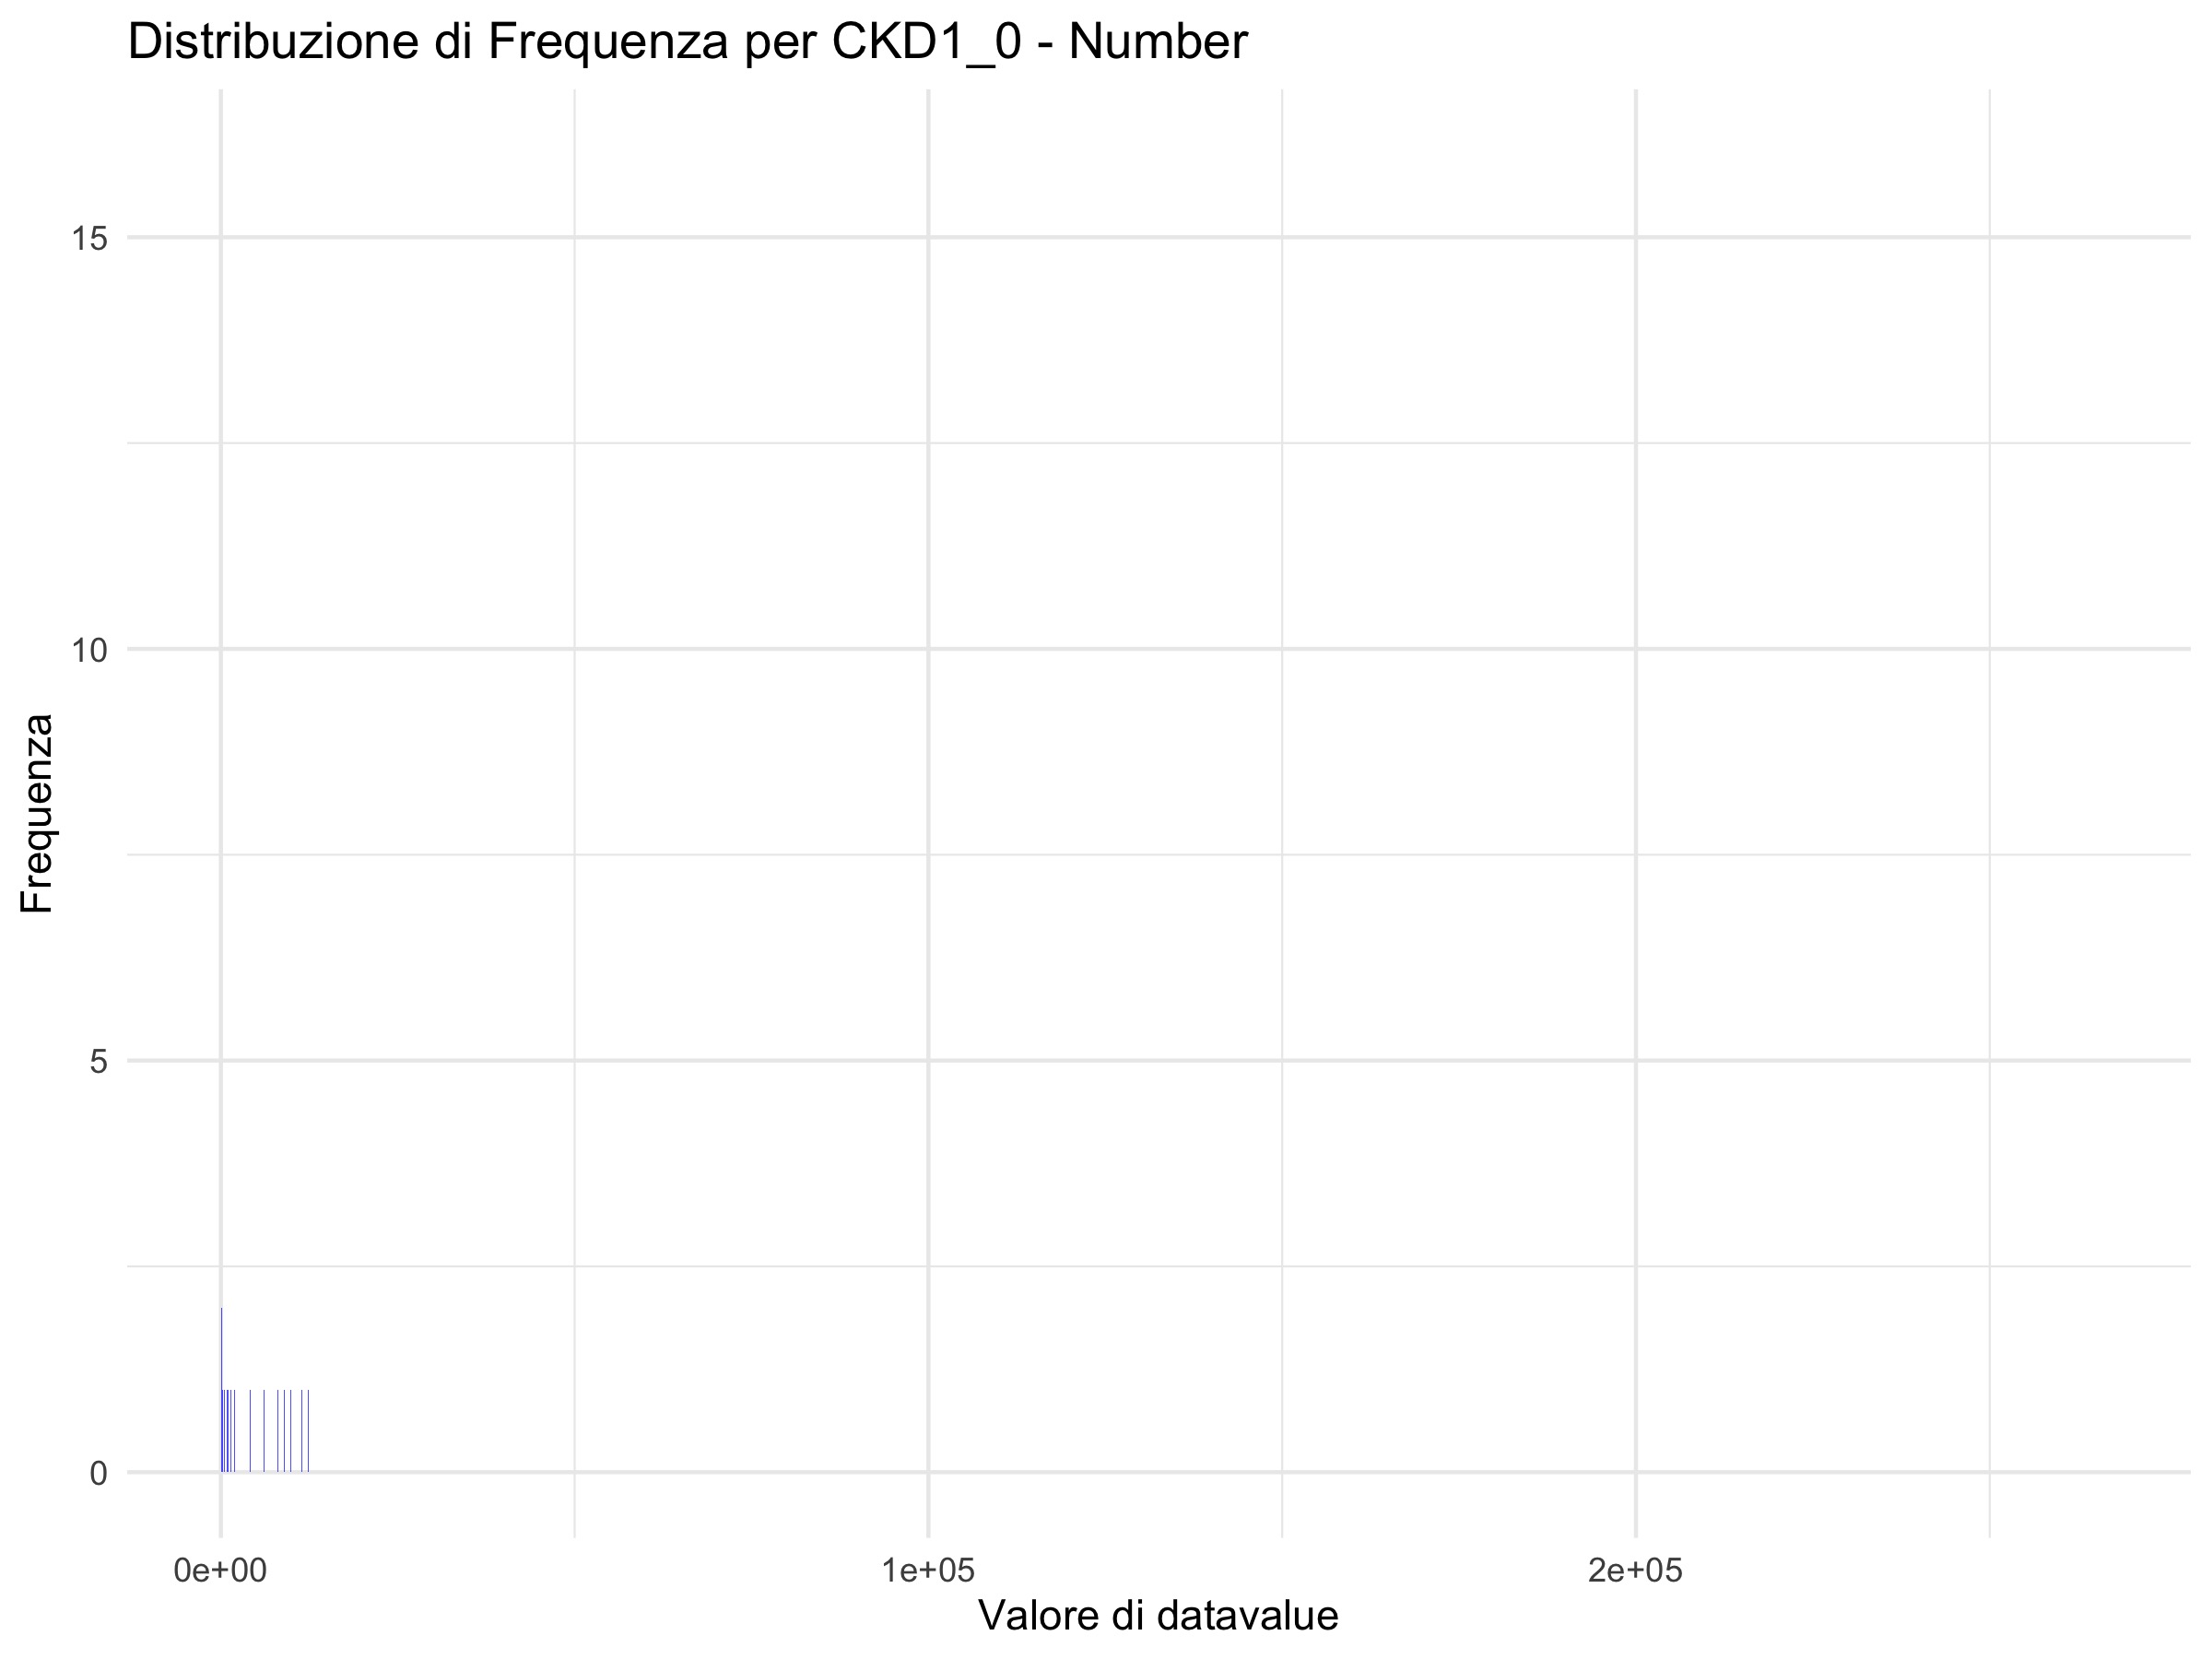 Distribuzione di Frequenza per CKD1_0 - Number
15
10
5
0
Frequenza
0e+00
1e+05
2e+05
Valore di datavalue